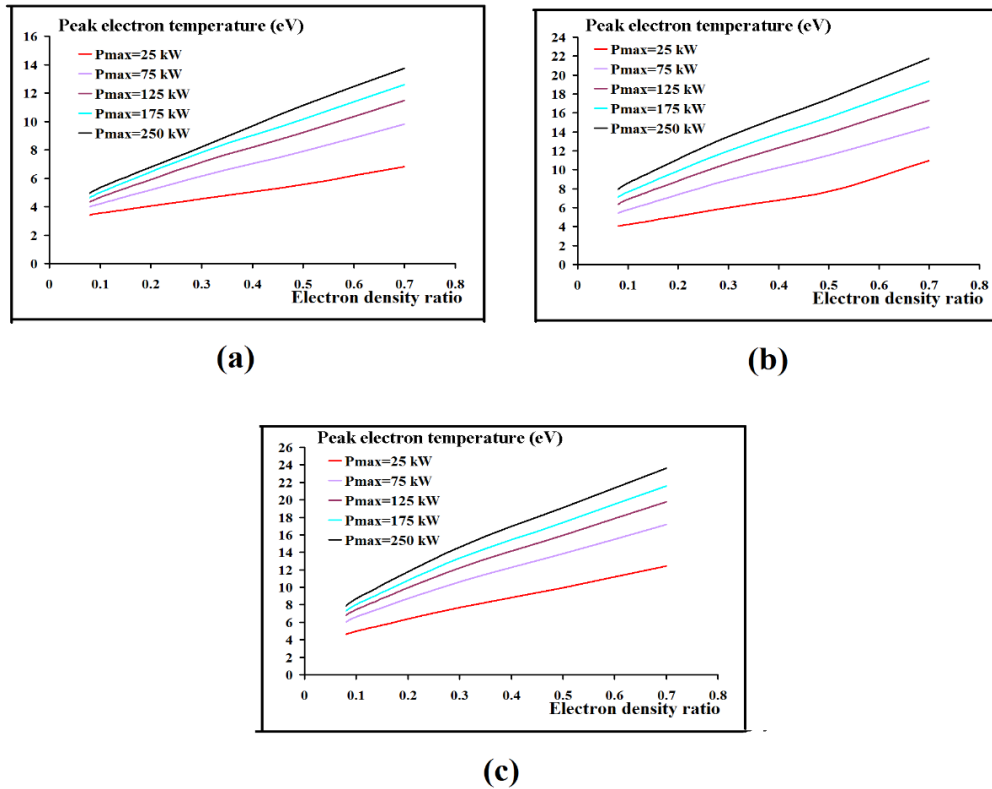 Peak electron temperature (eV)
16
14
12
10
8
6
4
2
0
Pmax=25 kW
Pmax=75 kW
Pmax=125 kW
Pmax=175 kW
Pmax=250 kW
0 0.1 0.2 0.3 0.4 0.5 0.6 0.7 0.8
Electron density ratio
(a)
Peak electron temperature (eV)
24
22
20
18
16
14
12
10
8
6
4
2
0
Pmax=25 kW
Pmax=75 kW
Pmax=125 kW
Pmax=175 kW
Pmax=250 kW
0 0.1 0.2 0.3 0.4 0.5 0.6 0.7 0.8
Electron density ratio
(b)
Peak electron temperature (eV)
26
24
22
20
18
16
14
12
10
8
6
4
2
0
Pmax=25 kW
Pmax=75 kW
Pmax=125 kW
Pmax=175 kW
Pmax=250 kW
0 0.1 0.2 0.3 0.4 0.5 0.6 0.7 0.8
Electron density ratio
(c)